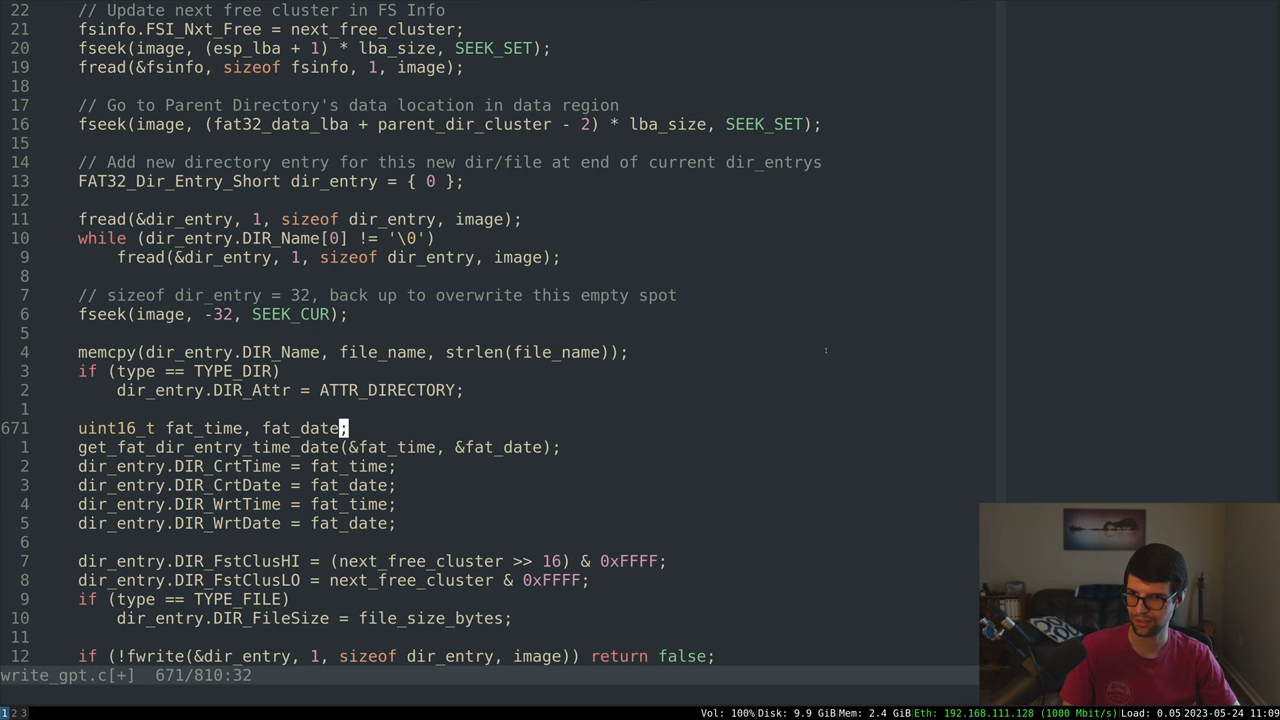 22     // Update next free cluster in FS Info
21     fsinfo.FSI_Nxt_Free = next_free_cluster;
20     fseek(image, (esp_lba + 1) * lba_size, SEEK_SET);
19     fread(&fsinfo, sizeof fsinfo, 1, image);
18
17     // Go to Parent Directory's data location in data region
16     fseek(image, (fat32_data_lba + parent_dir_cluster - 2) * lba_size, SEEK_SET);
15
14     // Add new directory entry for this new dir/file at end of current dir_entrys
13     FAT32_Dir_Entry_Short dir_entry = { 0 };
12
11     fread(&dir_entry, 1, sizeof dir_entry, image);
10     while (dir_entry.DIR_Name[0] != '\0')
9         fread(&dir_entry, 1, sizeof dir_entry, image);
8
7     // sizeof dir_entry = 32, back up to overwrite this empty spot
6     fseek(image, -32, SEEK_CUR);
5
4     memcpy(dir_entry.DIR_Name, file_name, strlen(file_name));
3     if (type == TYPE_DIR)
2         dir_entry.DIR_Attr = ATTR_DIRECTORY;
1
671     uint16_t fat_time, fat_date;
1     get_fat_dir_entry_time_date(&fat_time, &fat_date);
2     dir_entry.DIR_CrtTime = fat_time;
3     dir_entry.DIR_CrtDate = fat_date;
4     dir_entry.DIR_WrtTime = fat_time;
5     dir_entry.DIR_WrtDate = fat_date;
6
7     dir_entry.DIR_FstClusHI = (next_free_cluster >> 16) & 0xFFFF;
8     dir_entry.DIR_FstClusLO = next_free_cluster & 0xFFFF;
9     if (type == TYPE_FILE)
10         dir_entry.DIR_FileSize = file_size_bytes;
11
12     if (!fwrite(&dir_entry, 1, sizeof dir_entry, image)) return false;
write_gpt.c[+]  671/810:32
1 2 3 Vol: 100% Disk: 9.9 GiB Mem: 2.4 GiB Eth: 192.168.111.128 (1000 Mbit/s) Load: 0.05 2023-05-24 11:09